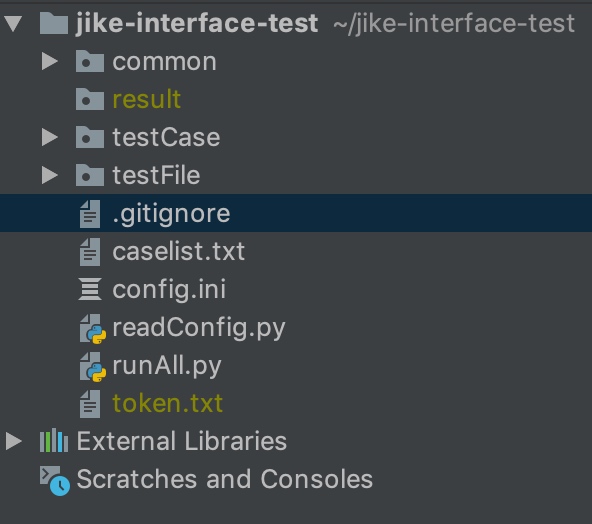 jike-interface-test ~/jike-interface-test
common
result
testCase
testFile
.gitignore
caselist.txt
config.ini
readConfig.py
runAll.py
token.txt
External Libraries
Scratches and Consoles